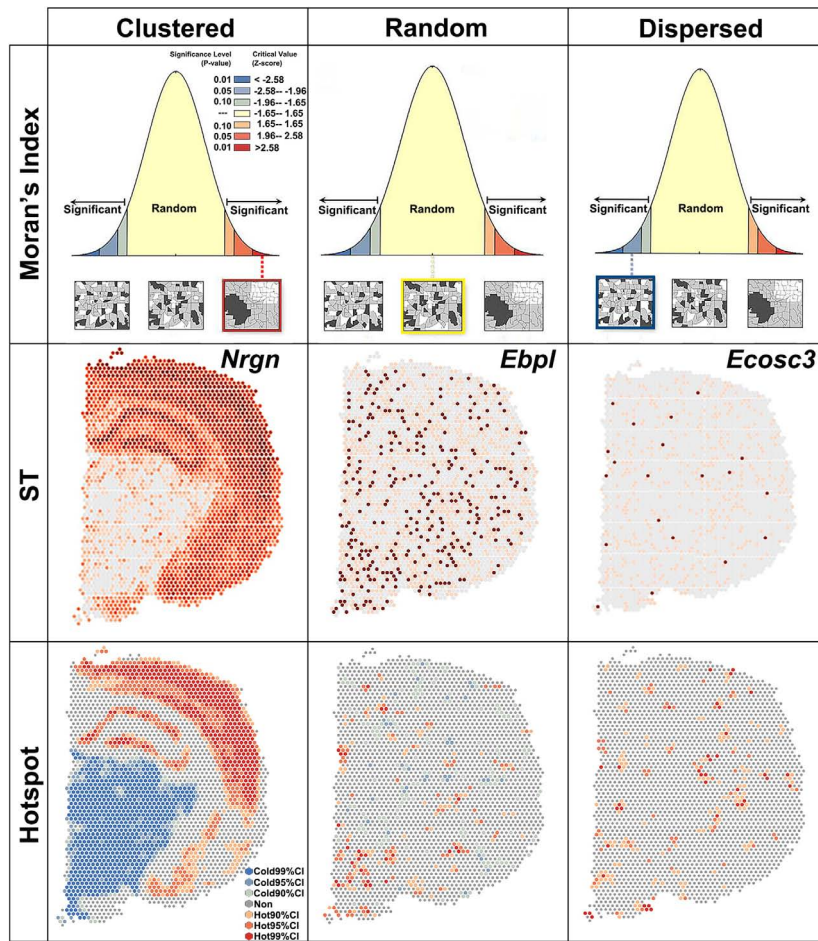 Clustered
Random
Dispersed
Moran's Index
Significance Level (P-value)
Critical Value (Z-score)
0.01 < -2.58
0.05 -2.58-- -1.96
0.10 -1.96-- -1.65
--- -1.65-- 1.65
0.10 1.65-- 1.65
0.05 1.96-- 2.58
0.01 >2.58
Significant
Random
Significant
Significant
Random
Significant
Significant
Random
Significant
ST
Nrgn
Ebpl
Ecosc3
Hotspot
Cold99%CI
Cold95%CI
Cold90%CI
Non
Hot90%CI
Hot95%CI
Hot99%CI